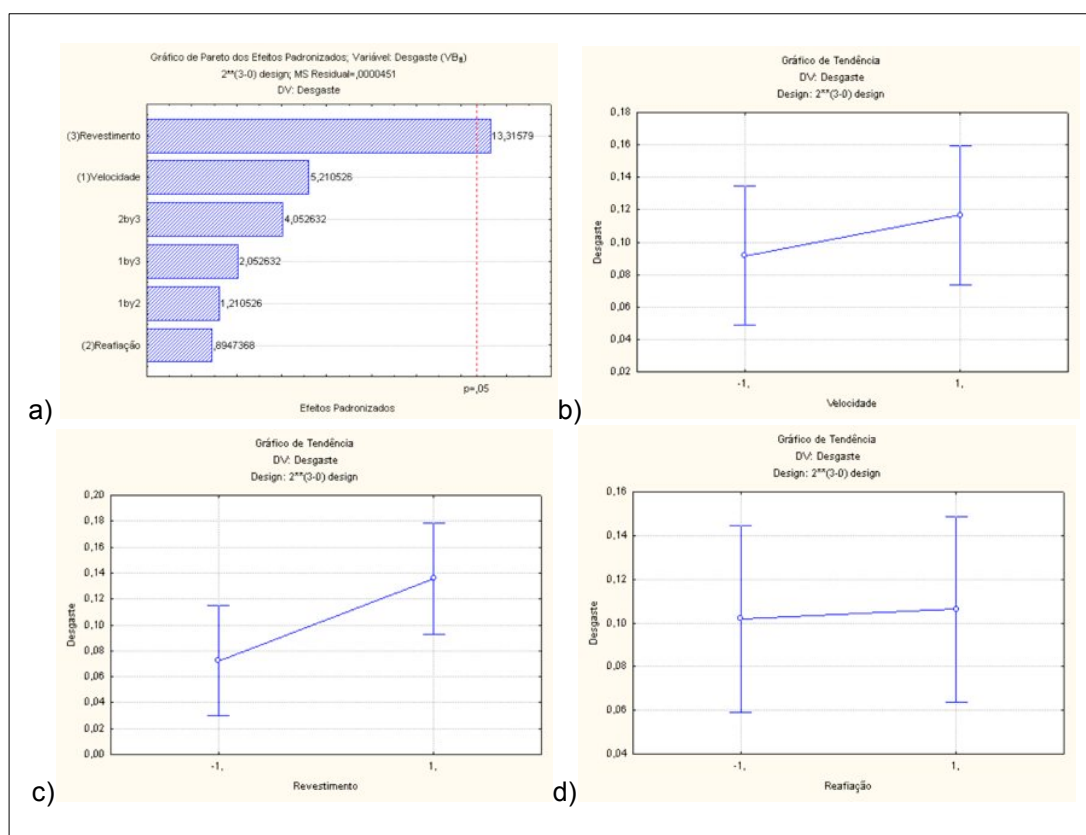 Gráfico de Pareto dos Efeitos Padronizados; Variável: Desgaste (VBB)
2**(3-0) design; MS Residual=,0000451
DV: Desgaste
(3)Revestimento
13,31579
(1)Velocidade
5,210526
2by3
4,052632
1by3
2,052632
1by2
1,210526
(2)Reafiação
,8947368
p=,05
Efeitos Padronizados
a)
Gráfico de Tendência
DV: Desgaste
Design: 2**(3-0) design
0,18
0,16
0,14
0,12
0,10
0,08
0,06
0,04
0,02
Desgaste
-1,
1,
Velocidade
b)
Gráfico de Tendência
DV: Desgaste
Design: 2**(3-0) design
0,20
0,18
0,16
0,14
0,12
0,10
0,08
0,06
0,04
0,02
0,00
Desgaste
-1,
1,
Revestimento
c)
Gráfico de Tendência
DV: Desgaste
Design: 2**(3-0) design
0,16
0,14
0,12
0,10
0,08
0,06
0,04
Desgaste
-1,
1,
Reafiação
d)